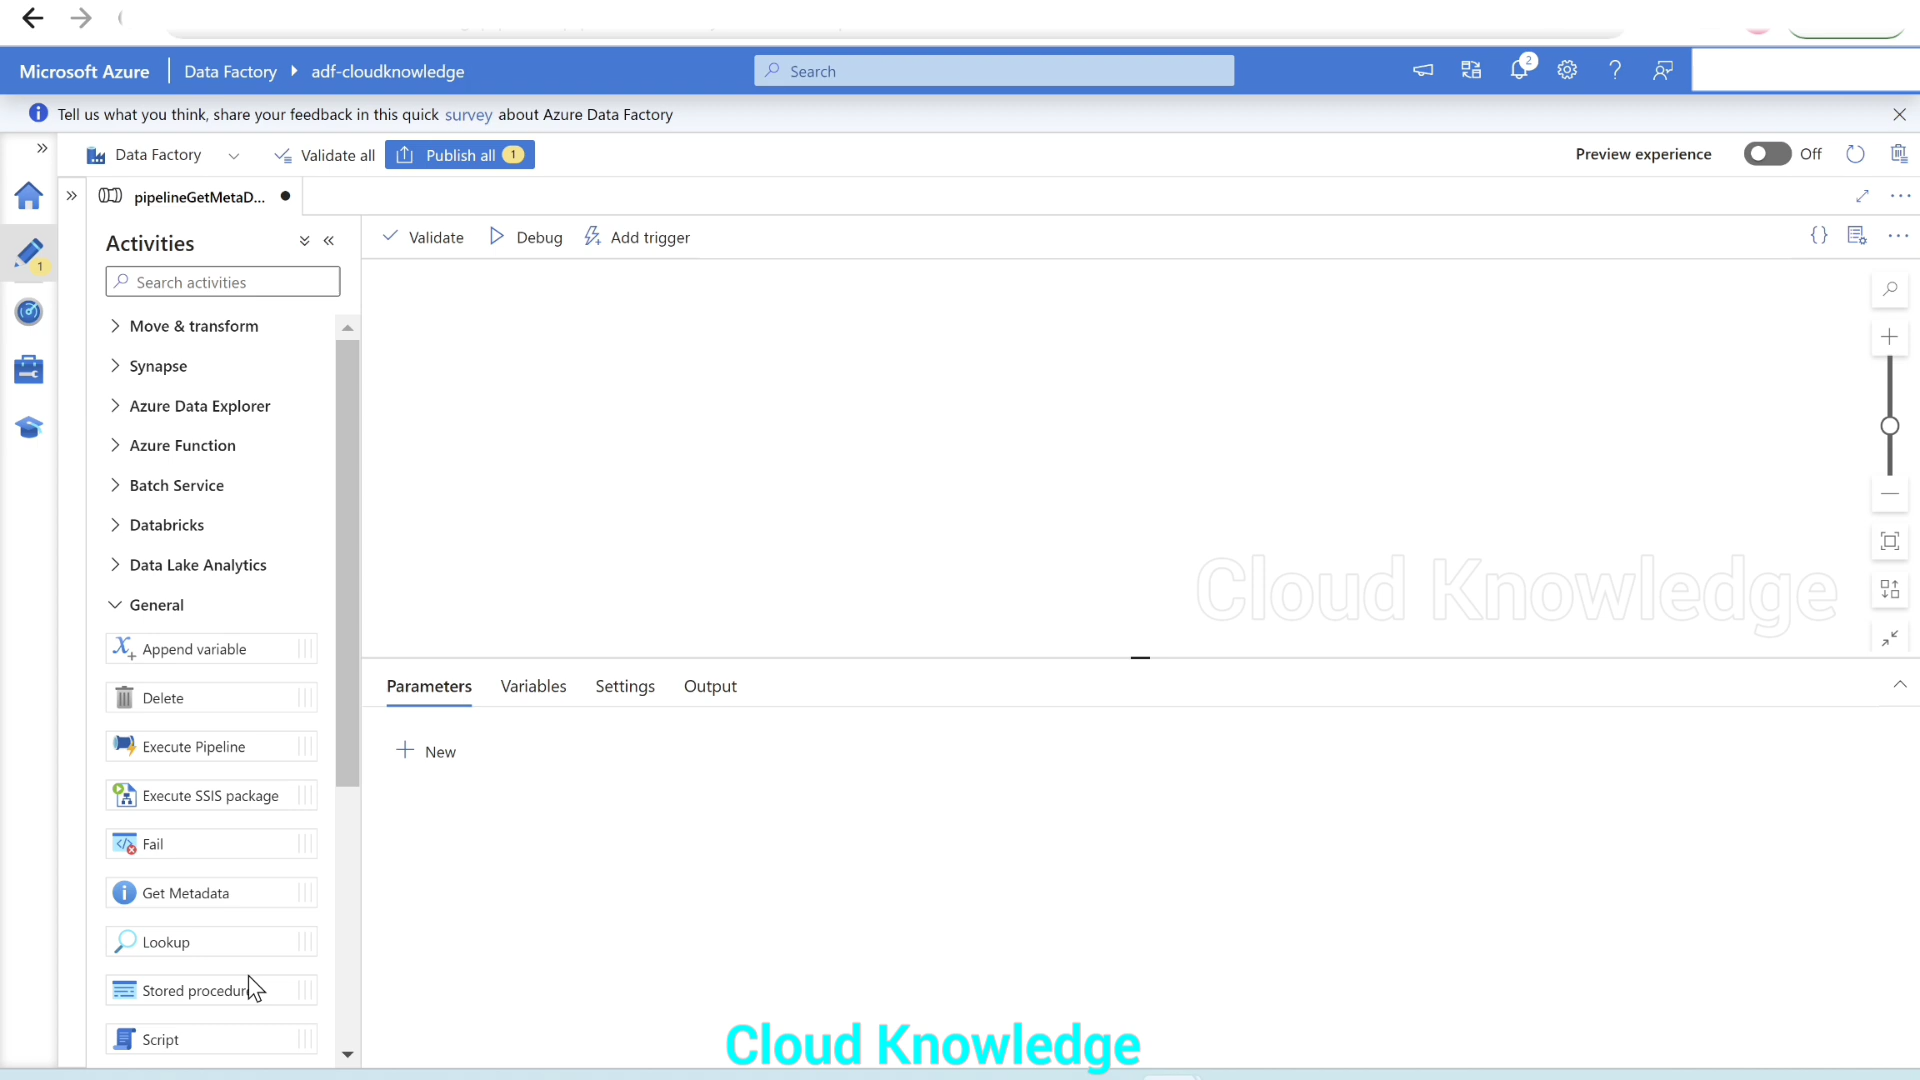 Microsoft Azure
Data Factory
adf-cloudknowledge
Search
2
Tell us what you think, share your feedback in this quick survey about Azure Data Factory
Data Factory
Validate all
Publish all 1
Preview experience
Off
pipelineGetMetaD...
Activities
Validate
Debug
Add trigger
1
Search activities
Move & transform
Synapse
Azure Data Explorer
Azure Function
Batch Service
Databricks
Data Lake Analytics
General
Append variable
Delete
Execute Pipeline
Execute SSIS package
Fail
Get Metadata
Lookup
Stored procedure
Script
Cloud Knowledge
Parameters
Variables
Settings
Output
New
Cloud Knowledge